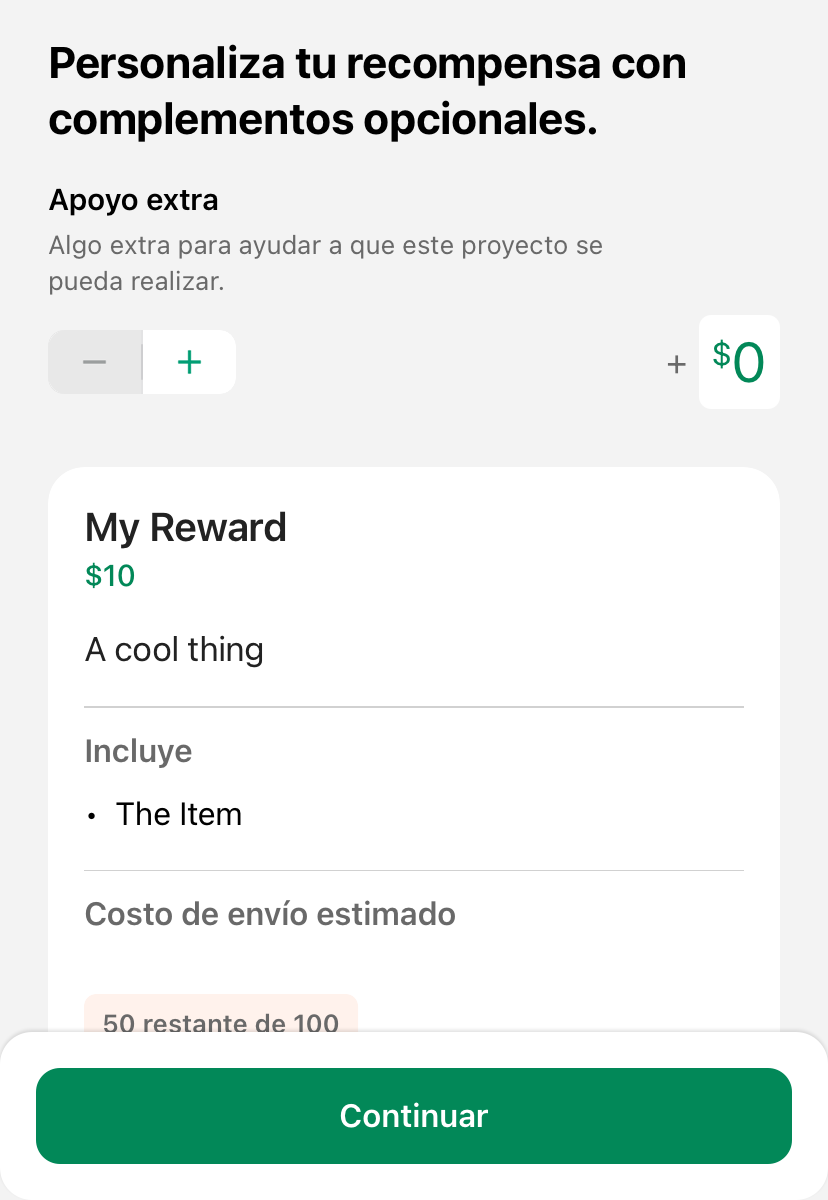 Personaliza tu recompensa con
complementos opcionales.
Apoyo extra
Algo extra para ayudar a que este proyecto se
pueda realizar.
− +
+ $0
My Reward
$10
A cool thing
Incluye
• The Item
Costo de envío estimado
50 restante de 100
Continuar